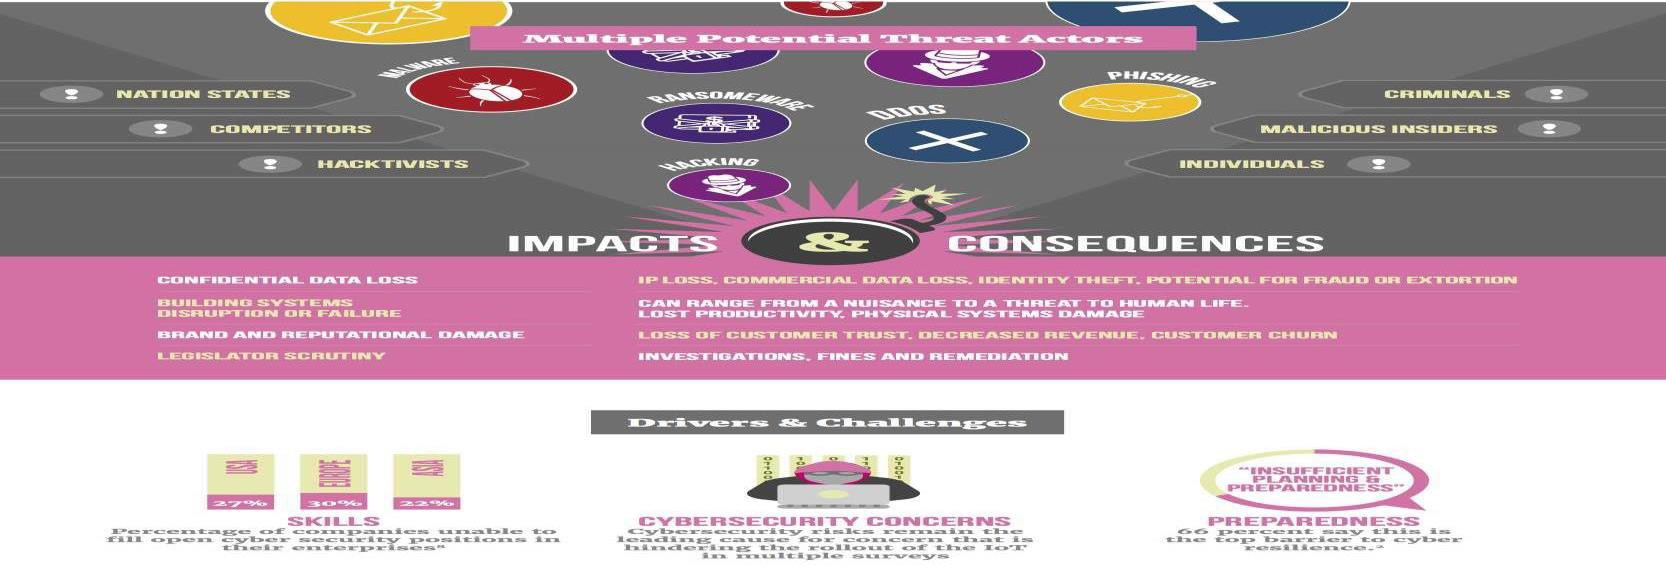 Multiple Potential Threat Actors
NATION STATES
COMPETITORS
HACKTIVISTS
MALWARE
RANSOMEWARE
HACKING
DDOS
PHISHING
CRIMINALS
MALICIOUS INSIDERS
INDIVIDUALS
IMPACTS & CONSEQUENCES
CONFIDENTIAL DATA LOSS
IP LOSS, COMMERCIAL DATA LOSS, IDENTITY THEFT, POTENTIAL FOR FRAUD OR EXTORTION
BUILDING SYSTEMS
DISRUPTION OR FAILURE
CAN RANGE FROM A NUISANCE TO A THREAT TO HUMAN LIFE.
LOST PRODUCTIVITY, PHYSICAL SYSTEMS DAMAGE
BRAND AND REPUTATIONAL DAMAGE
LOSS OF CUSTOMER TRUST, DECREASED REVENUE, CUSTOMER CHURN
LEGISLATOR SCRUTINY
INVESTIGATIONS, FINES AND REMEDIATION
Drivers & Challenges
USA
27%
EUROPE
30%
ASIA
22%
SKILLS
Percentage of companies unable to
fill open cyber security positions in
their enterprises
CYBERSECURITY CONCERNS
Cybersecurity risks remain the
leading cause for concern that is
hindering the rollout of the IoT
in multiple surveys
"INSUFFICIENT
PLANNING &
PREPAREDNESS"
PREPAREDNESS
66 percent say this is
the top barrier to cyber
resilience.²